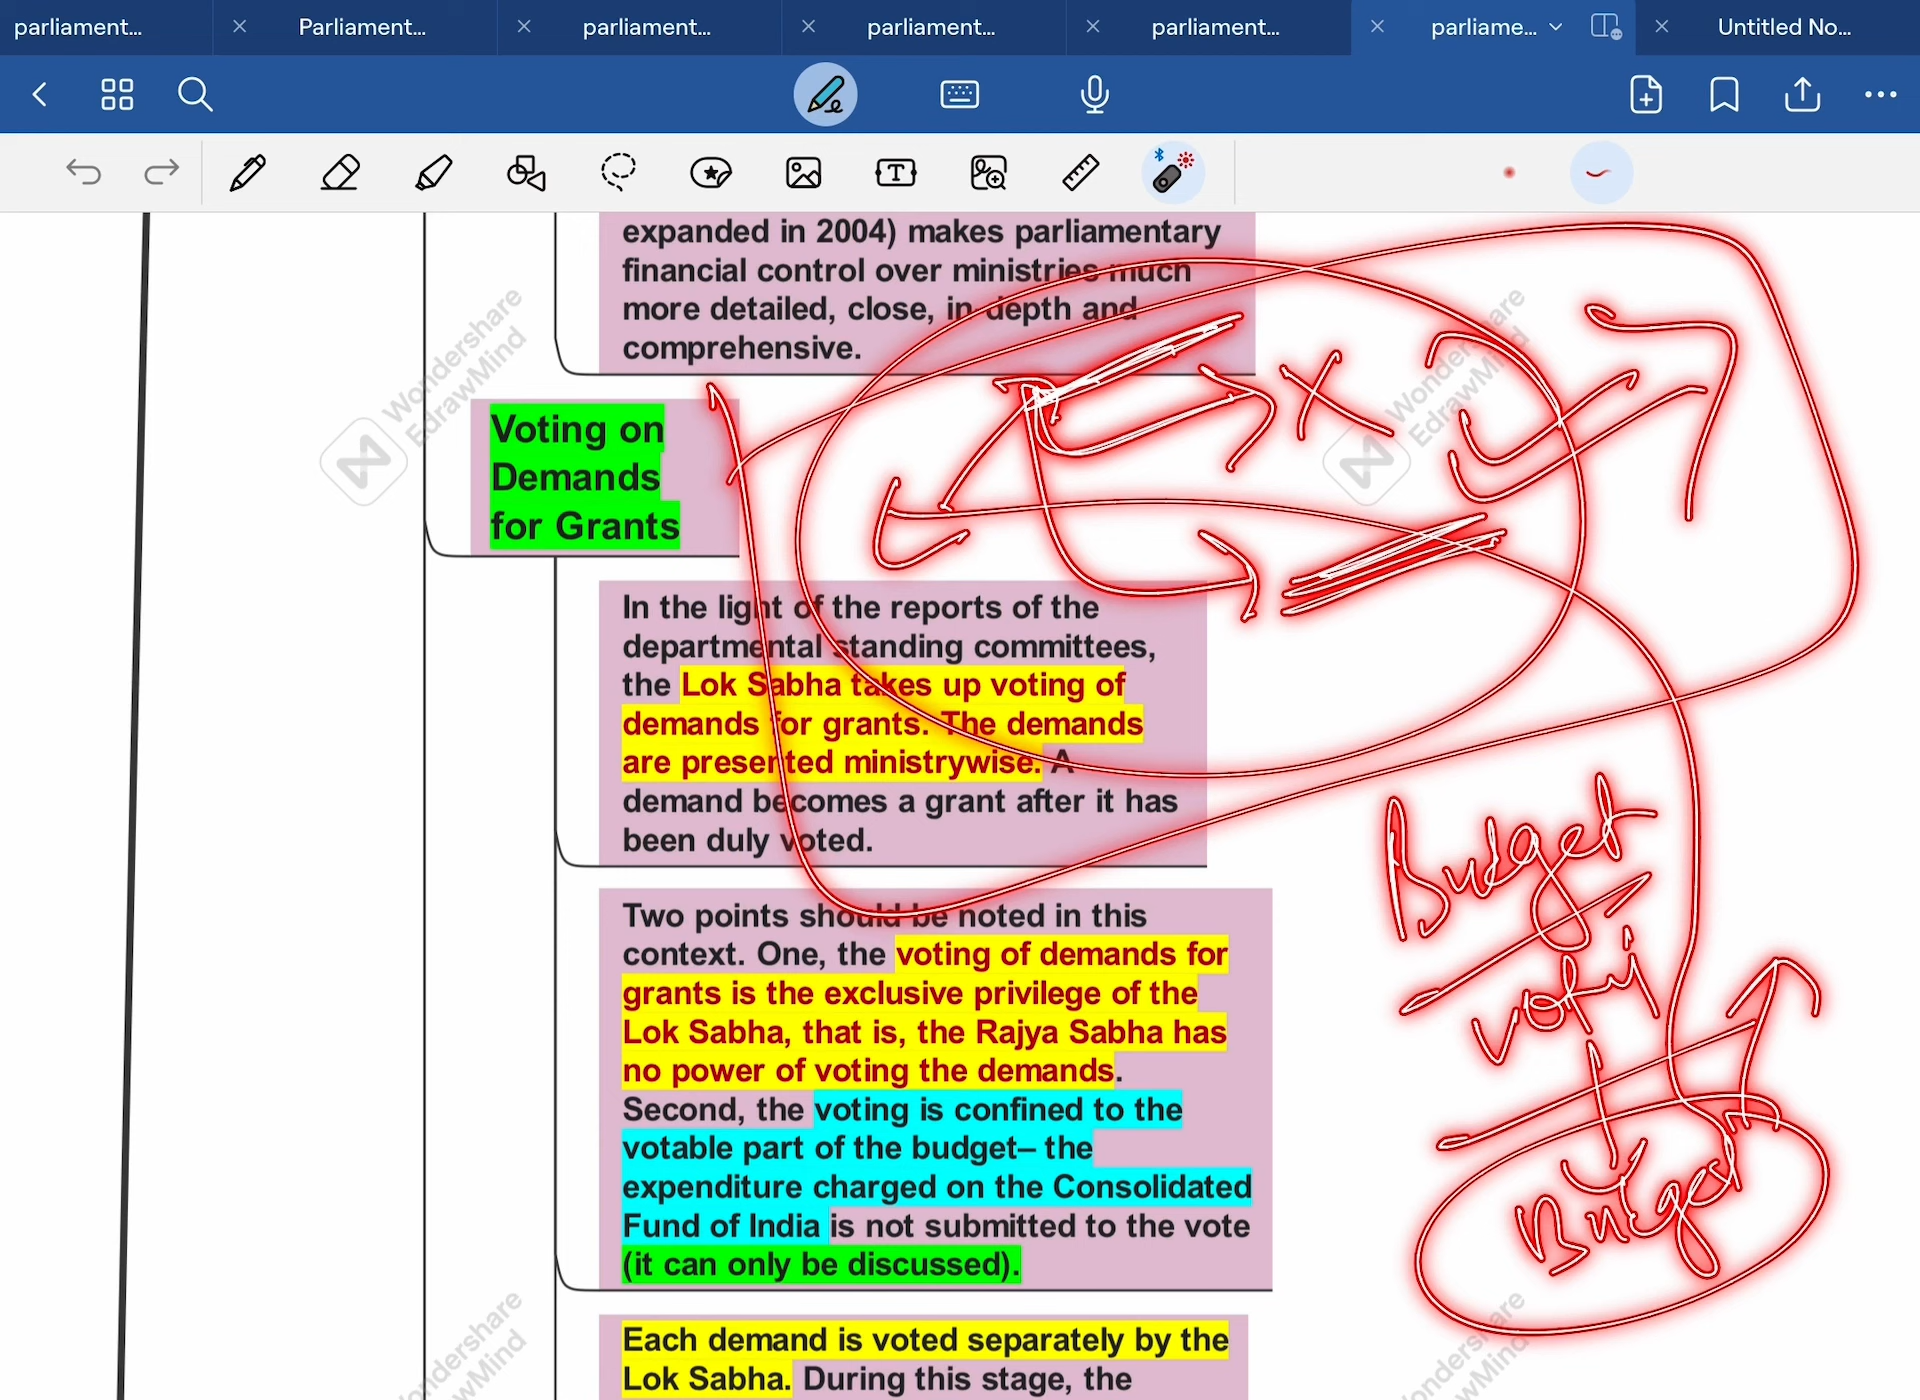 parliament...
Parliament...
parliament...
parliament...
parliament...
parliame...
Untitled No...
expanded in 2004) makes parliamentary
financial control over ministries much
more detailed, close, in-depth and
comprehensive.
Voting on
Demands
for Grants
In the light of the reports of the
departmental standing committees,
the Lok Sabha takes up voting of
demands for grants. The demands
are presented ministrywise. A
demand becomes a grant after it has
been duly voted.
Two points should be noted in this
context. One, the voting of demands for
grants is the exclusive privilege of the
Lok Sabha, that is, the Rajya Sabha has
no power of voting the demands.
Second, the voting is confined to the
votable part of the budget– the
expenditure charged on the Consolidated
Fund of India is not submitted to the vote
(it can only be discussed).
Each demand is voted separately by the
Lok Sabha. During this stage, the
Budget
Budget
Wondershare
EdrawMind
Wondershare
EdrawMind